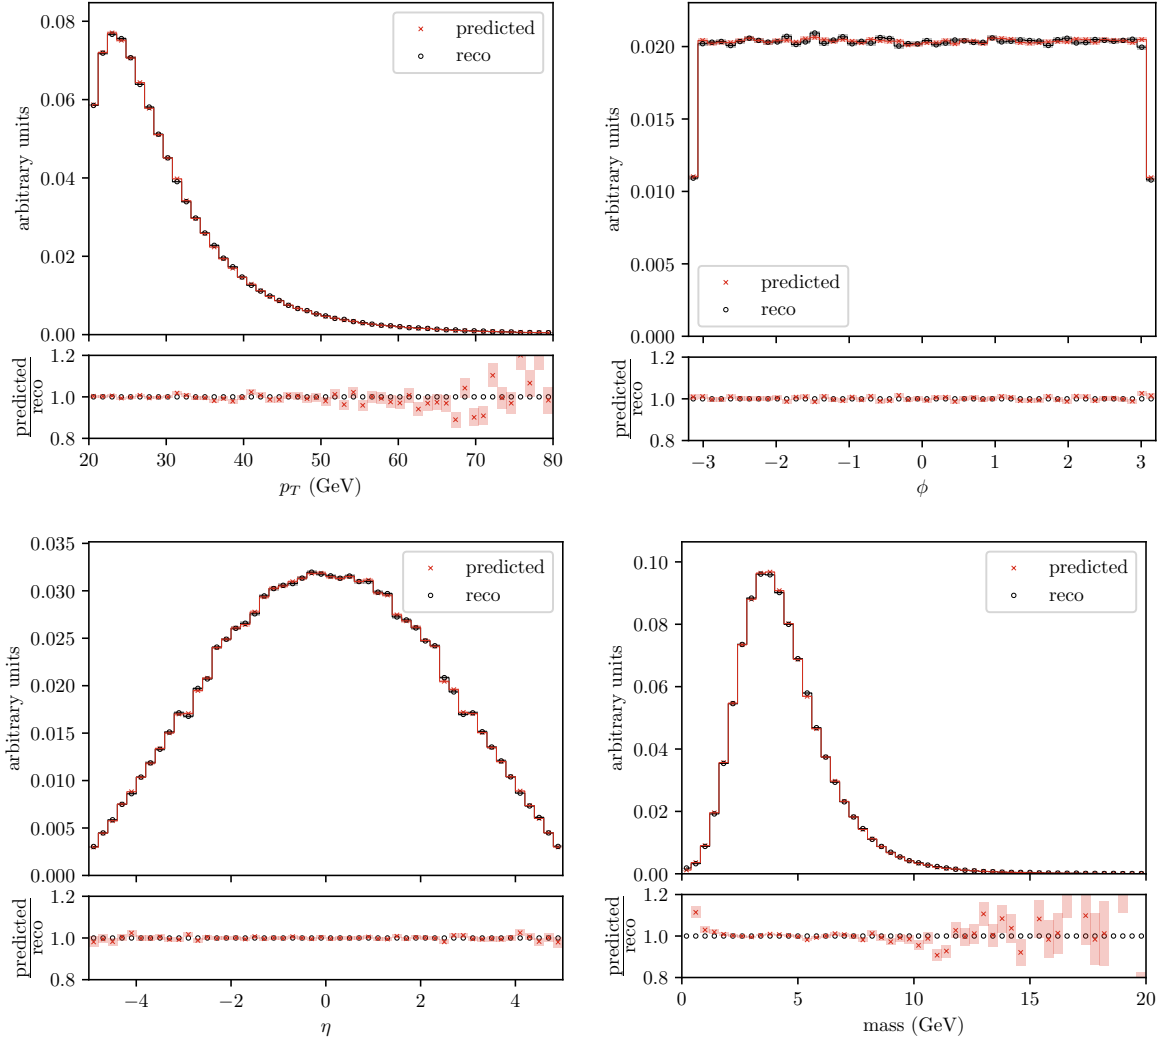 0.08
0.06
0.04
0.02
0.00
arbitrary units
predicted
reco
1.2
1.0
0.8
predicted
reco
20 30 40 50 60 70 80
p_T (GeV)
0.020
0.015
0.010
0.005
0.000
arbitrary units
predicted
reco
1.2
1.0
0.8
predicted
reco
−3 −2 −1 0 1 2 3
ϕ
0.035
0.030
0.025
0.020
0.015
0.010
0.005
0.000
arbitrary units
predicted
reco
1.2
1.0
0.8
predicted
reco
−4 −2 0 2 4
η
0.10
0.08
0.06
0.04
0.02
0.00
arbitrary units
predicted
reco
1.2
1.0
0.8
predicted
reco
0 5 10 15 20
mass (GeV)